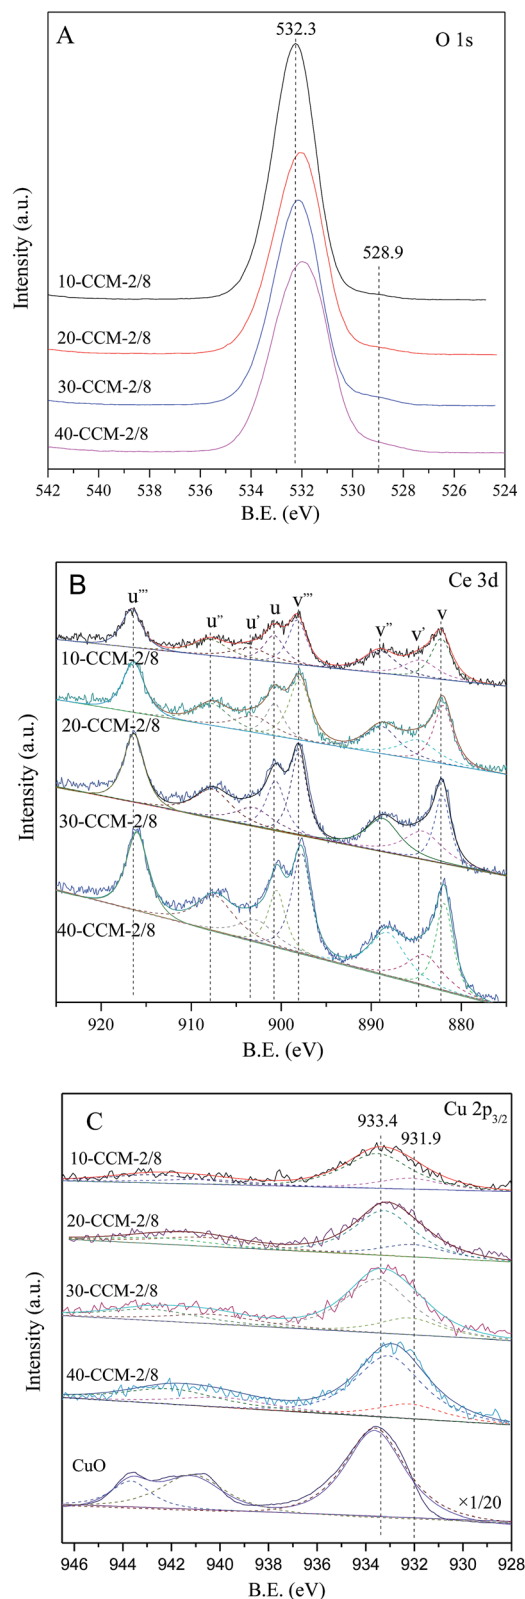 A
532.3
O 1s
528.9
10-CCM-2/8
20-CCM-2/8
30-CCM-2/8
40-CCM-2/8
Intensity (a.u.)
542 540 538 536 534 532 530 528 526 524
B.E. (eV)
B
Ce 3d
u''' u'' u' u v''' v'' v' v
10-CCM-2/8
20-CCM-2/8
30-CCM-2/8
40-CCM-2/8
Intensity (a.u.)
920 910 900 890 880
B.E. (eV)
C
Cu 2p3/2
933.4
931.9
10-CCM-2/8
20-CCM-2/8
30-CCM-2/8
40-CCM-2/8
CuO
×1/20
Intensity (a.u.)
946 944 942 940 938 936 934 932 930 928
B.E. (eV)